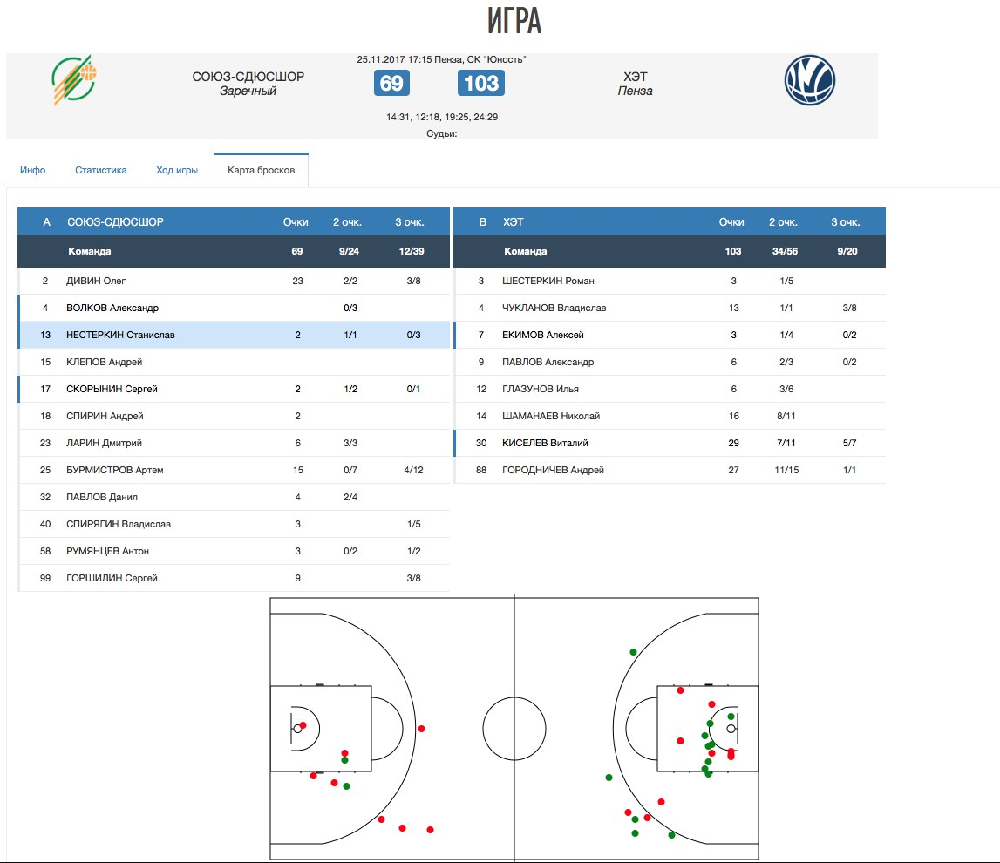 ИГРА
25.11.2017 17:15 Пенза, СК "Юность"
СОЮЗ-СДЮСШОР 69 103 ХЭТ
Заречный Пенза
14:31, 12:18, 19:25, 24:29
Судьи:
Инфо Статистика Ход игры Карта бросков
А СОЮЗ-СДЮСШОР Очки 2 очк. 3 очк.
Команда 69 9/24 12/39
2 ДИВИН Олег 23 2/2 3/8
4 ВОЛКОВ Александр 0/3
13 НЕСТЕРКИН Станислав 2 1/1 0/3
15 КЛЕПОВ Андрей
17 СКОРЫНИН Сергей 2 1/2 0/1
18 СПИРИН Андрей 2
23 ЛАРИН Дмитрий 6 3/3
25 БУРМИСТРОВ Артем 15 0/7 4/12
32 ПАВЛОВ Данил 4 2/4
40 СПИРЯГИН Владислав 3 1/5
58 РУМЯНЦЕВ Антон 3 0/2 1/2
99 ГОРШИЛИН Сергей 9 3/8
В ХЭТ Очки 2 очк. 3 очк.
Команда 103 34/56 9/20
3 ШЕСТЕРКИН Роман 3 1/5
4 ЧУКЛАНОВ Владислав 13 1/1 3/8
7 ЕКИМОВ Алексей 3 1/4 0/2
9 ПАВЛОВ Александр 6 2/3 0/2
12 ГЛАЗУНОВ Илья 6 3/6
14 ШАМАНАЕВ Николай 16 8/11
30 КИСЕЛЕВ Виталий 29 7/11 5/7
88 ГОРОДНИЧЕВ Андрей 27 11/15 1/1